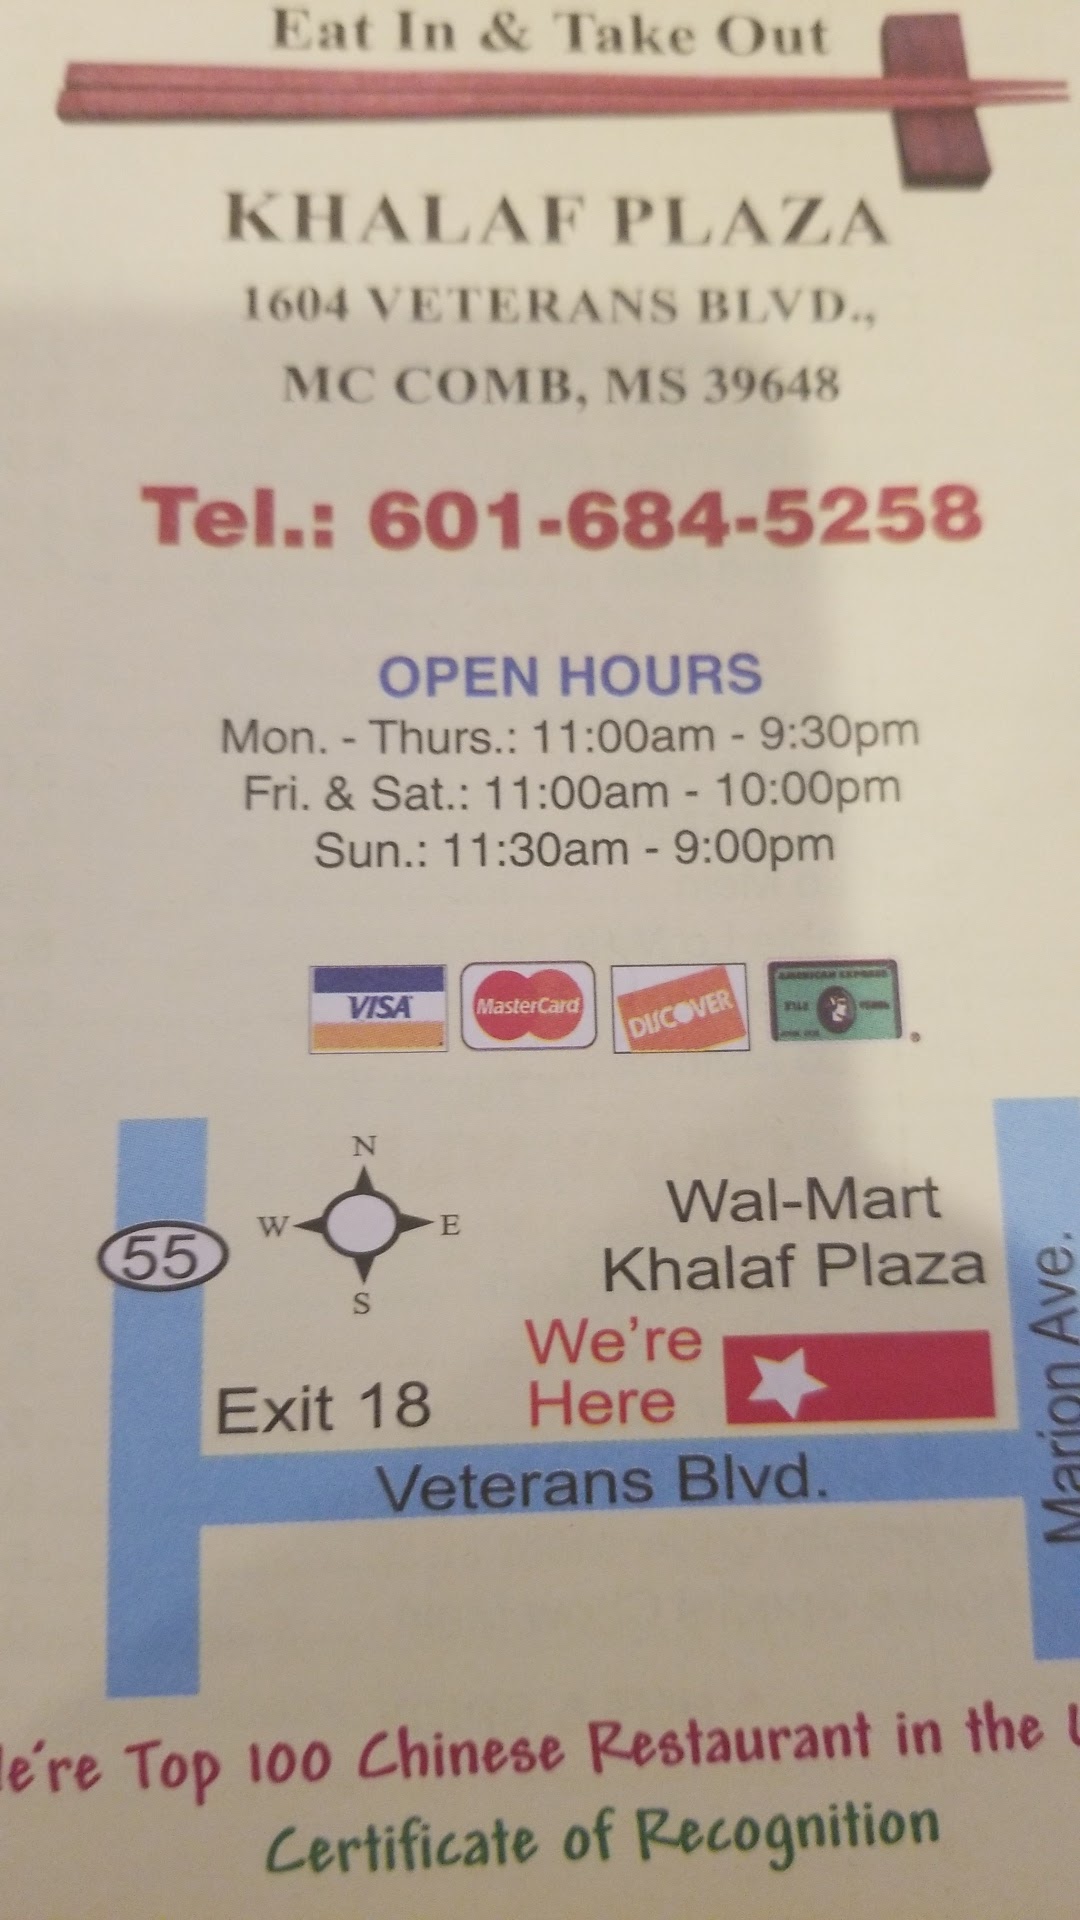 Eat In & Take Out
KHALAF PLAZA
1604 VETERANS BLVD.,
MC COMB, MS 39648
Tel.: 601-684-5258
OPEN HOURS
Mon. - Thurs.: 11:00am - 9:30pm
Fri. & Sat.: 11:00am - 10:00pm
Sun.: 11:30am - 9:00pm
VISA MasterCard DISCOVER AMERICAN EXPRESS
N
W E
S
55
Wal-Mart
Khalaf Plaza
We're
Here
Exit 18
Veterans Blvd.
Marion Ave.
e're Top 100 Chinese Restaurant in the
Certificate of Recognition